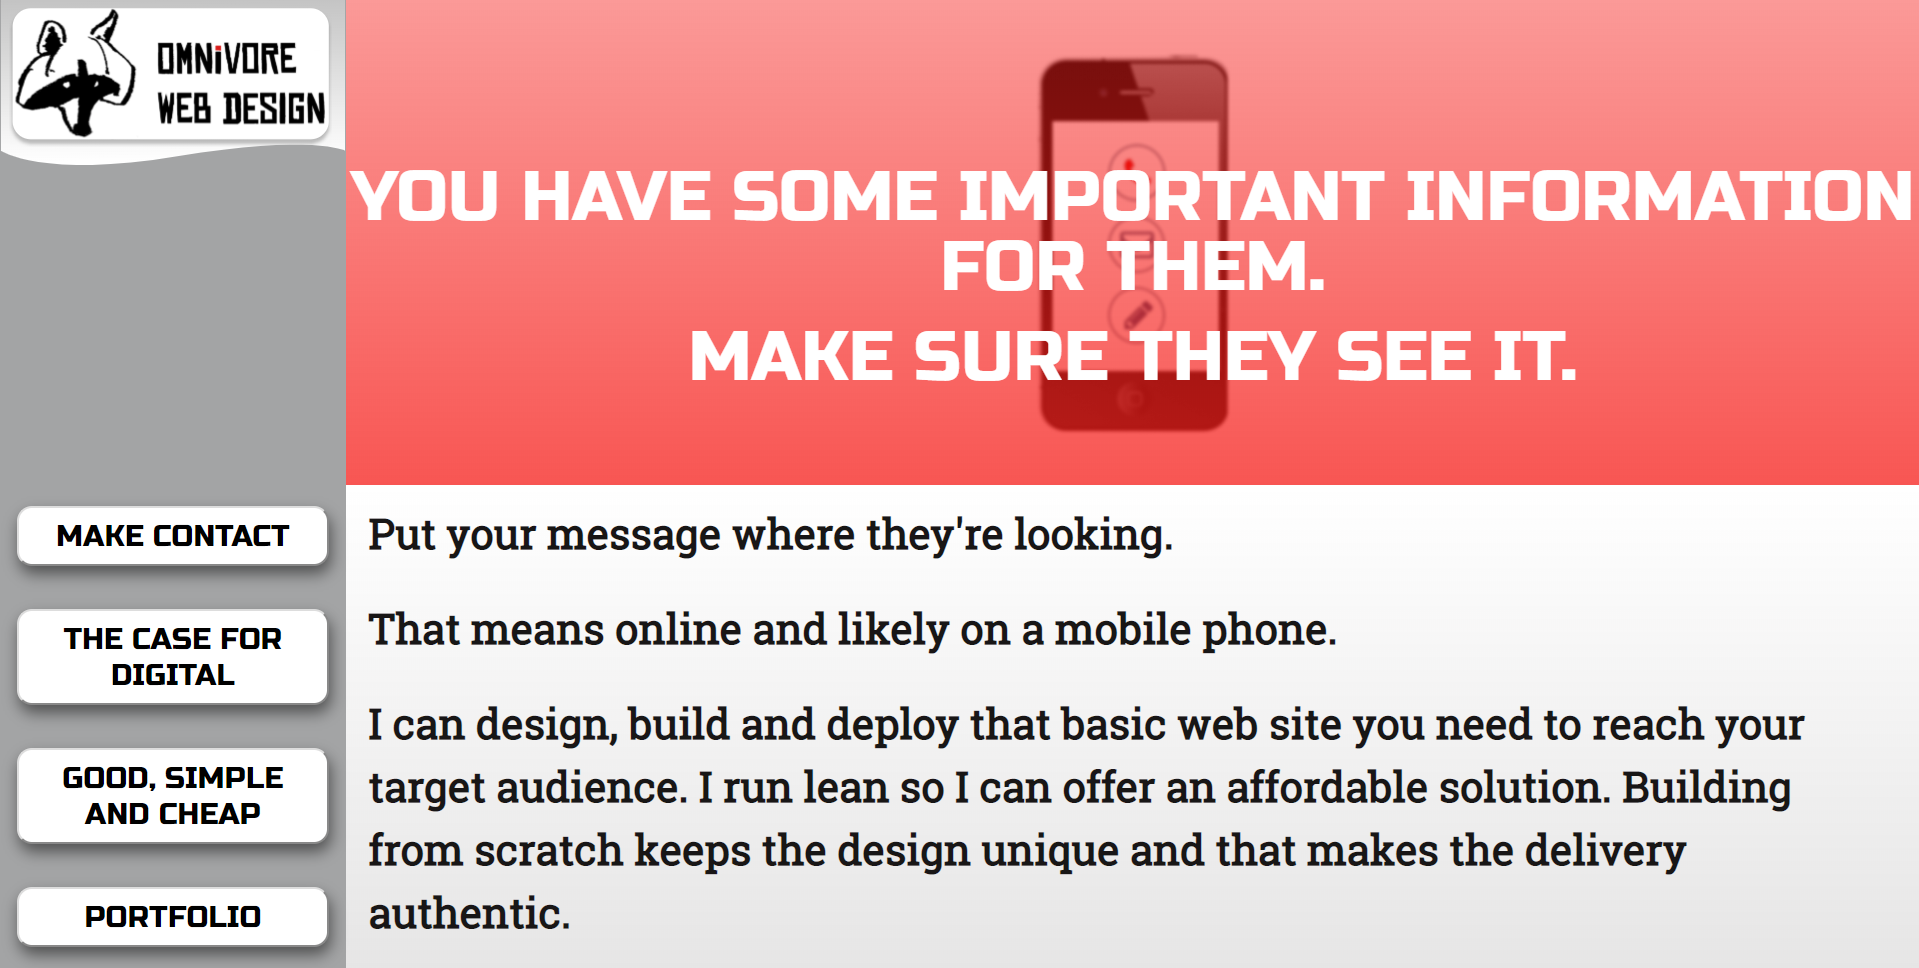 OMNiVORE
WEB DESIGN
YOU HAVE SOME IMPORTANT INFORMATION
FOR THEM.
MAKE SURE THEY SEE IT.
MAKE CONTACT
THE CASE FOR
DIGITAL
GOOD, SIMPLE
AND CHEAP
PORTFOLIO
Put your message where they're looking.
That means online and likely on a mobile phone.
I can design, build and deploy that basic web site you need to reach your
target audience. I run lean so I can offer an affordable solution. Building
from scratch keeps the design unique and that makes the delivery
authentic.